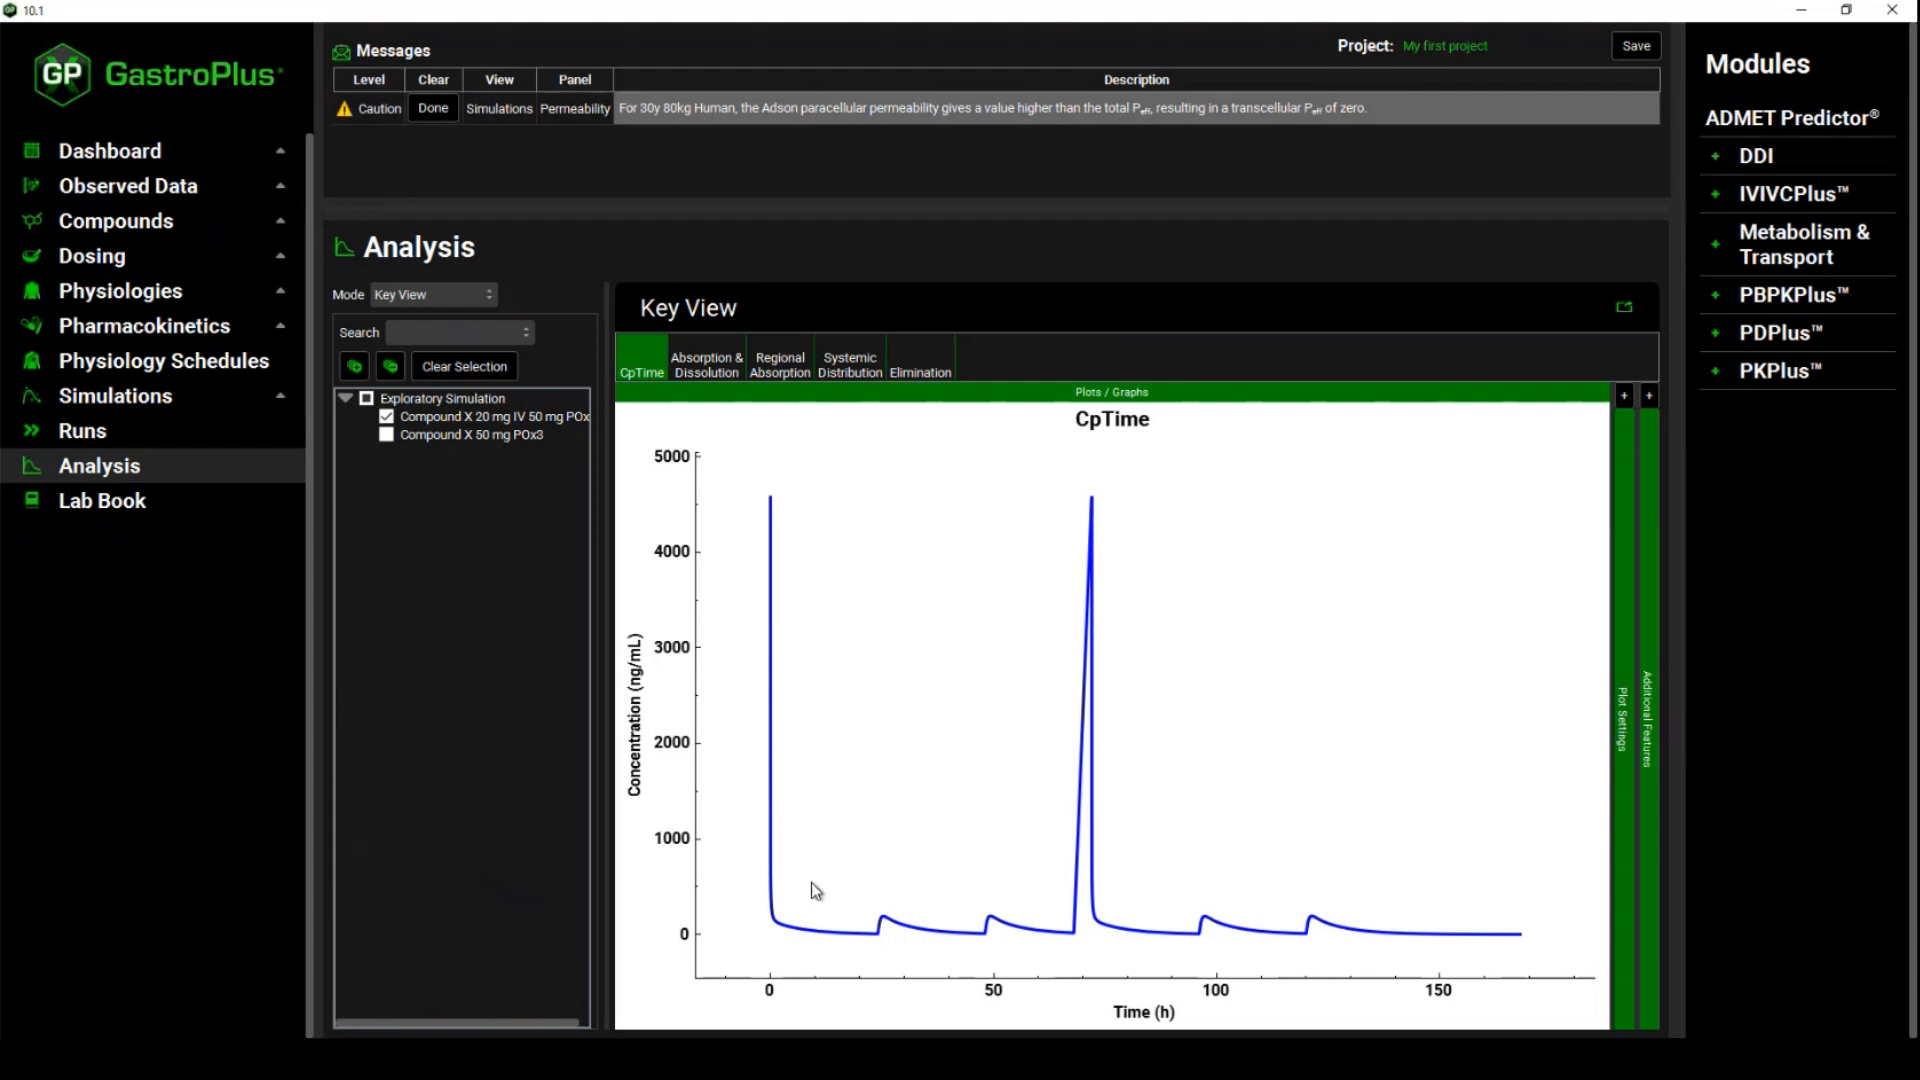 10.1
GP GastroPlus®
Dashboard
Observed Data
Compounds
Dosing
Physiologies
Pharmacokinetics
Physiology Schedules
Simulations
Runs
Analysis
Lab Book
Messages
Project: My first project
Save
Level Clear View Panel Description
Caution Done Simulations Permeability For 30y 80kg Human, the Adson paracellular permeability gives a value higher than the total Peff, resulting in a transcellular Peff of zero.
Analysis
Mode Key View
Search
Clear Selection
Exploratory Simulation
Compound X 20 mg IV 50 mg POx
Compound X 50 mg POx3
Key View
CpTime
Absorption &
Dissolution
Regional
Absorption
Systemic
Distribution
Elimination
Plots / Graphs
CpTime
5000
4000
3000
2000
1000
0
Concentration (ng/mL)
0 50 100 150
Time (h)
+ +
Plot Settings
Additional Features
Modules
ADMET Predictor®
+ DDI
+ IVIVCPlus™
+ Metabolism &
Transport
+ PBPKPlus™
+ PDPlus™
+ PKPlus™